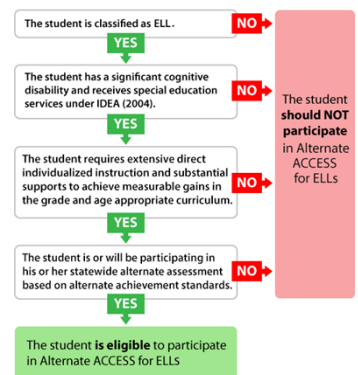 The student is classified as ELL.
NO
YES
The student has a significant cognitive
disability and receives special education
services under IDEA (2004).
NO
YES
The student requires extensive direct
individualized instruction and substantial
supports to achieve measurable gains in
the grade and age appropriate curriculum.
NO
YES
The student is or will be participating in
his or her statewide alternate assessment
based on alternate achievement standards.
NO
YES
The student is eligible to participate
in Alternate ACCESS for ELLs
The student
should NOT
participate
in Alternate
ACCESS
for ELLs